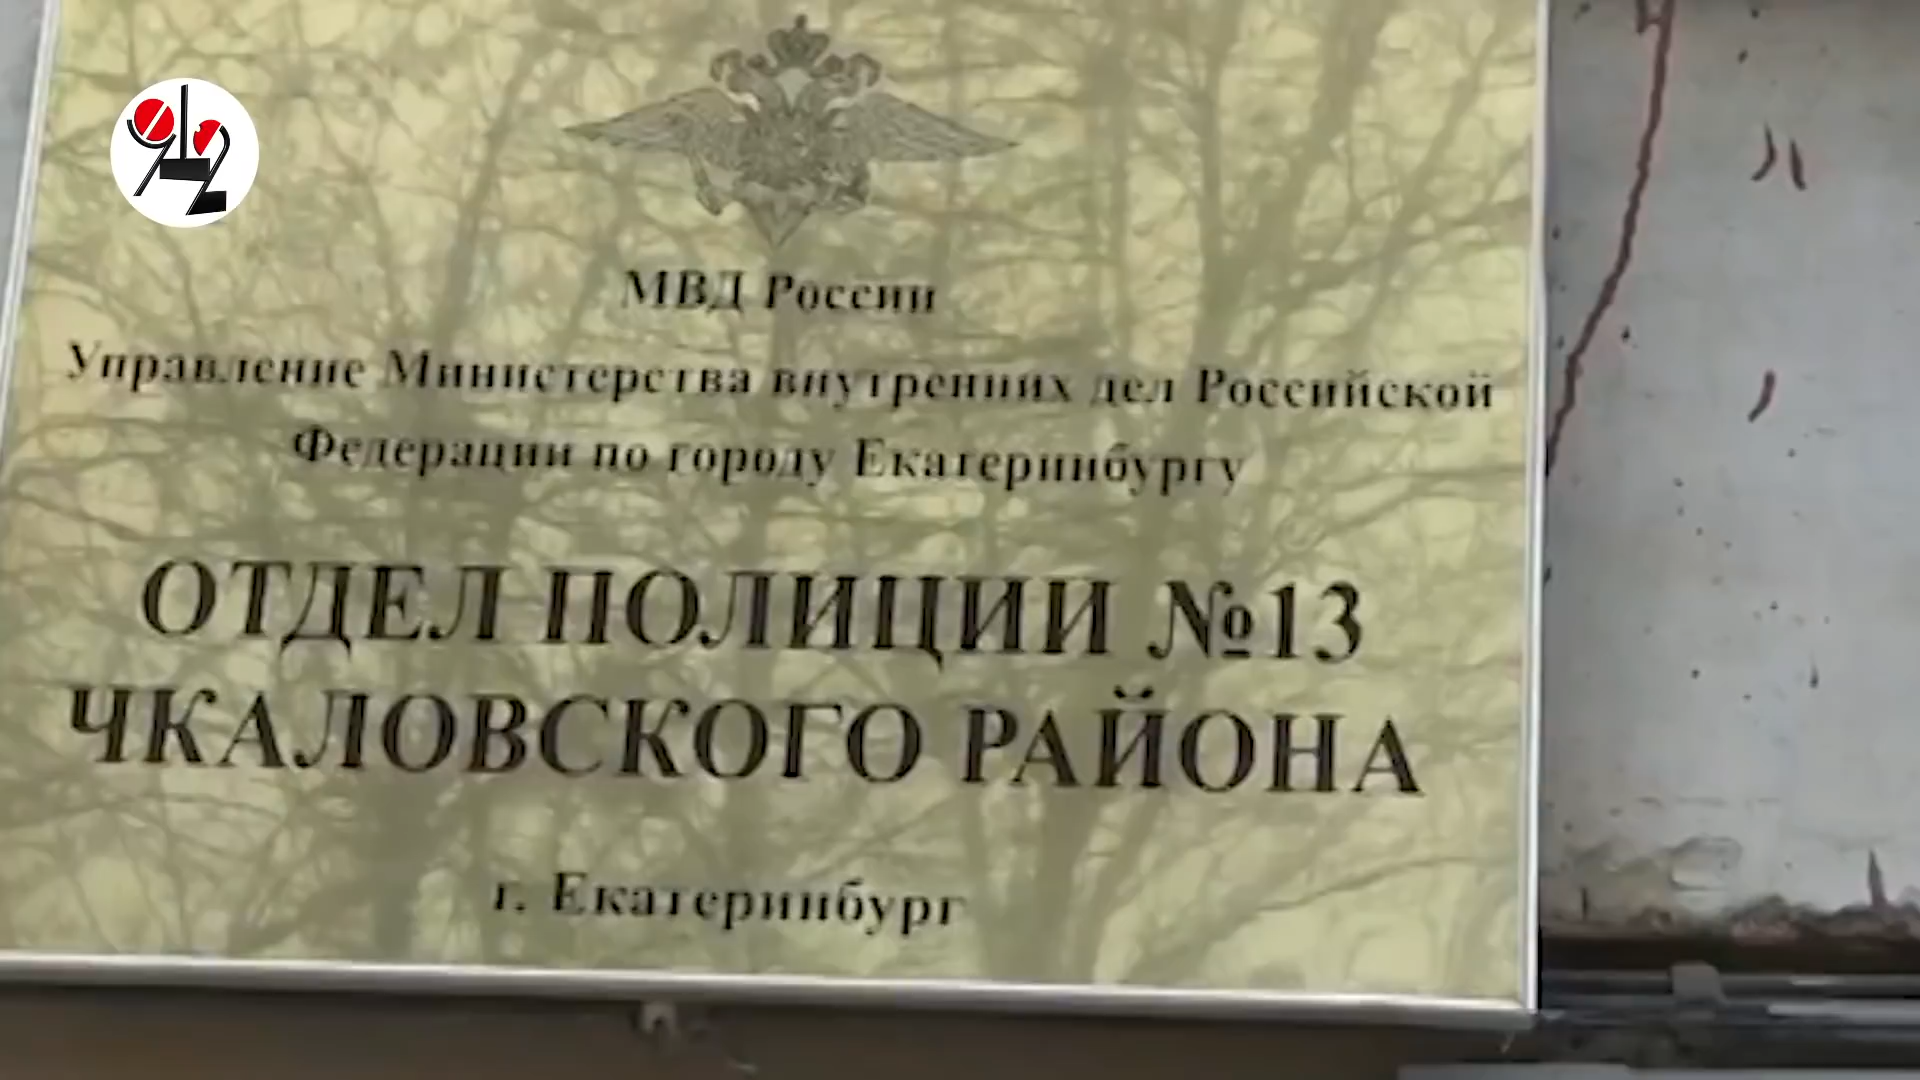 МВД России
Управление Министерства внутренних дел Российской
Федерации по городу Екатеринбургу
ОТДЕЛ ПОЛИЦИИ №13
ЧКАЛОВСКОГО РАЙОНА
г. Екатеринбург